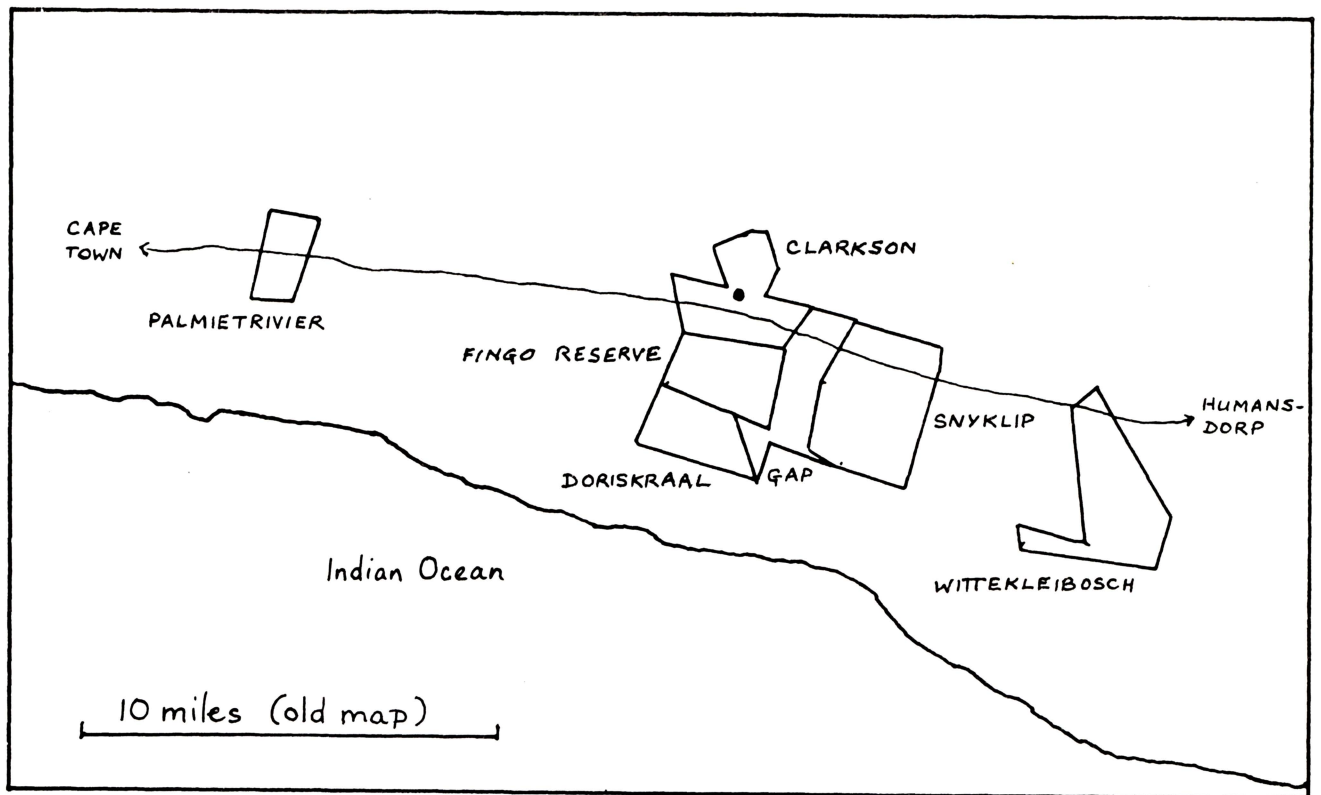 CAPE
TOWN
CLARKSON
PALMIETRIVIER
FINGO RESERVE
HUMANS-
DORP
SNYKLIP
DORISKRAAL
GAP
Indian Ocean
WITTEKLEIBOSCH
10 miles (old map)